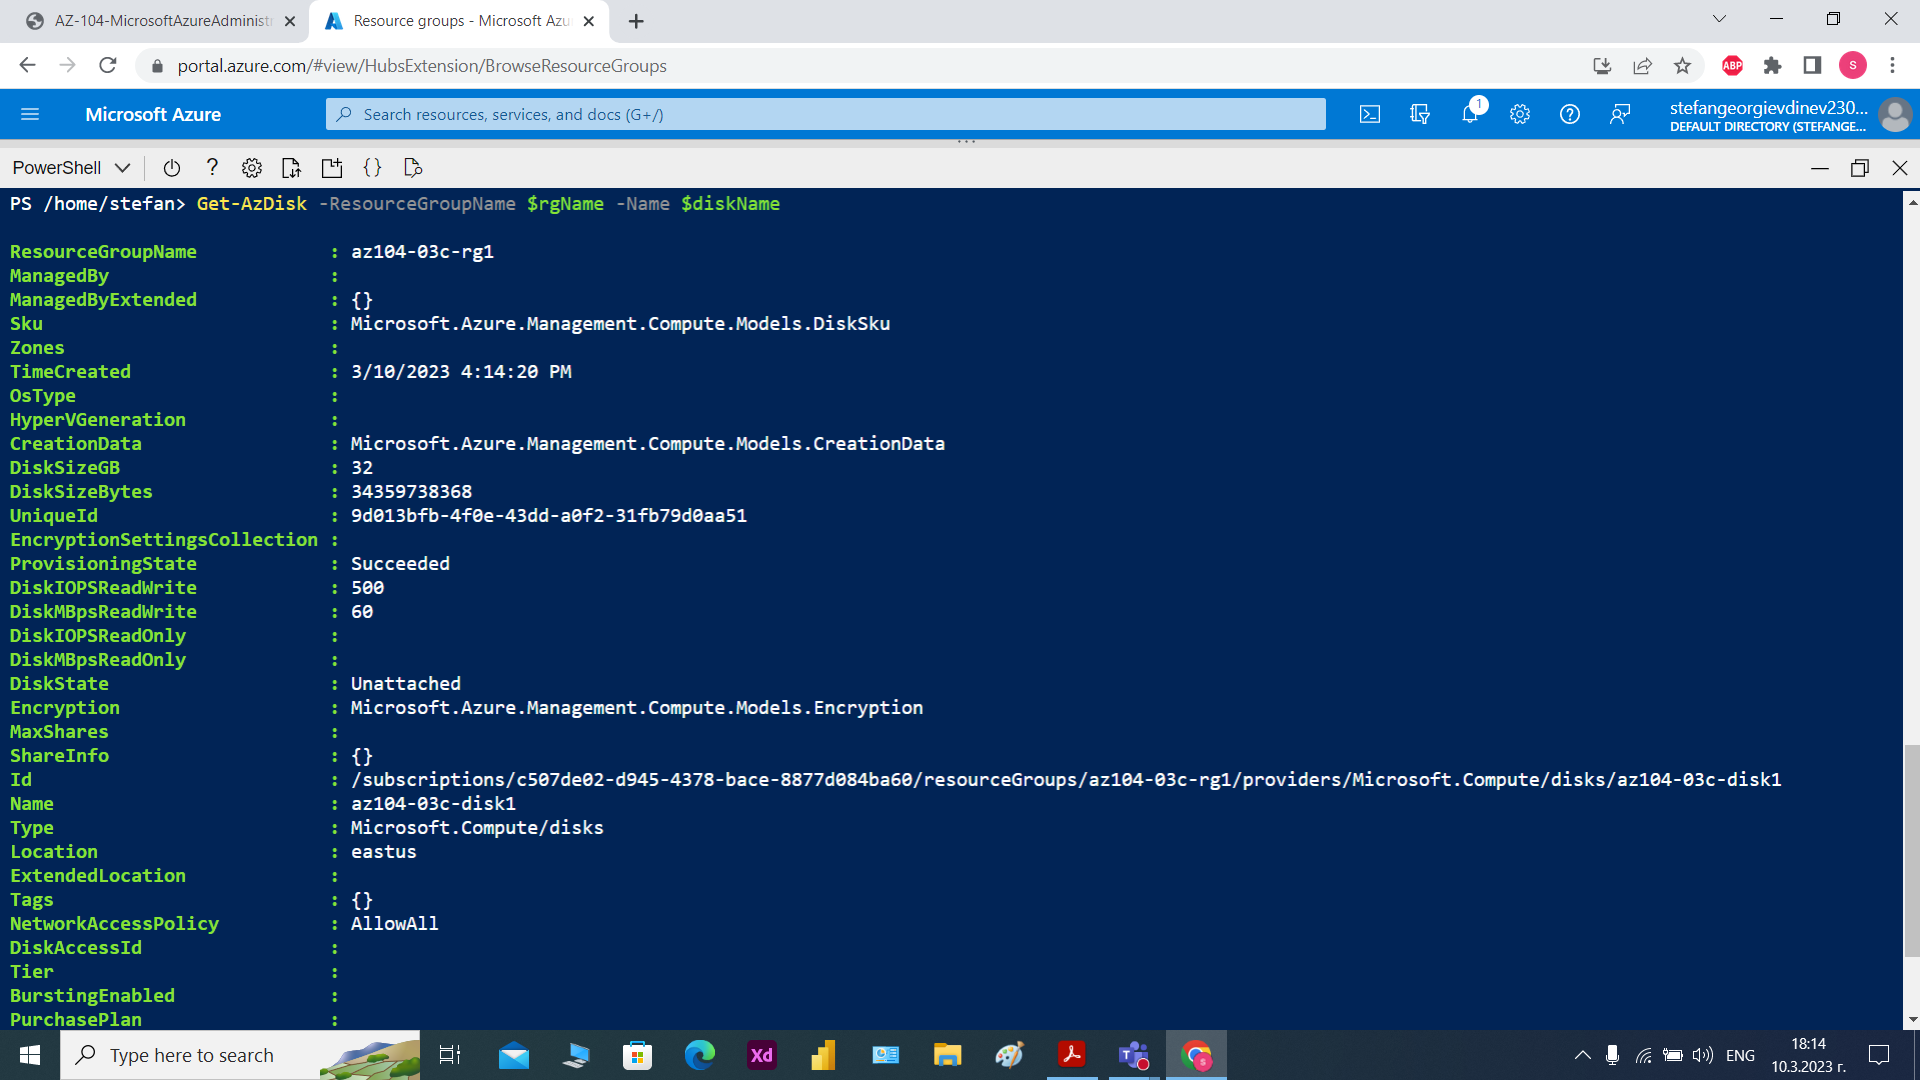 AZ-104-MicrosoftAzureAdministr
Resource groups - Microsoft Azu
portal.azure.com/#view/HubsExtension/BrowseResourceGroups
ABP
S
Microsoft Azure
Search resources, services, and docs (G+/)
1
stefangeorgievdinev230...
DEFAULT DIRECTORY (STEFANGE...
PowerShell
PS /home/stefan> Get-AzDisk -ResourceGroupName $rgName -Name $diskName
ResourceGroupName : az104-03c-rg1
ManagedBy :
ManagedByExtended : {}
Sku : Microsoft.Azure.Management.Compute.Models.DiskSku
Zones :
TimeCreated : 3/10/2023 4:14:20 PM
OsType :
HyperVGeneration :
CreationData : Microsoft.Azure.Management.Compute.Models.CreationData
DiskSizeGB : 32
DiskSizeBytes : 34359738368
UniqueId : 9d013bfb-4f0e-43dd-a0f2-31fb79d0aa51
EncryptionSettingsCollection :
ProvisioningState : Succeeded
DiskIOPSReadWrite : 500
DiskMBpsReadWrite : 60
DiskIOPSReadOnly :
DiskMBpsReadOnly :
DiskState : Unattached
Encryption : Microsoft.Azure.Management.Compute.Models.Encryption
MaxShares :
ShareInfo : {}
Id : /subscriptions/c507de02-d945-4378-bace-8877d084ba60/resourceGroups/az104-03c-rg1/providers/Microsoft.Compute/disks/az104-03c-disk1
Name : az104-03c-disk1
Type : Microsoft.Compute/disks
Location : eastus
ExtendedLocation :
Tags : {}
NetworkAccessPolicy : AllowAll
DiskAccessId :
Tier :
BurstingEnabled :
PurchasePlan :
Type here to search
Xd
ENG
18:14
10.3.2023 г.